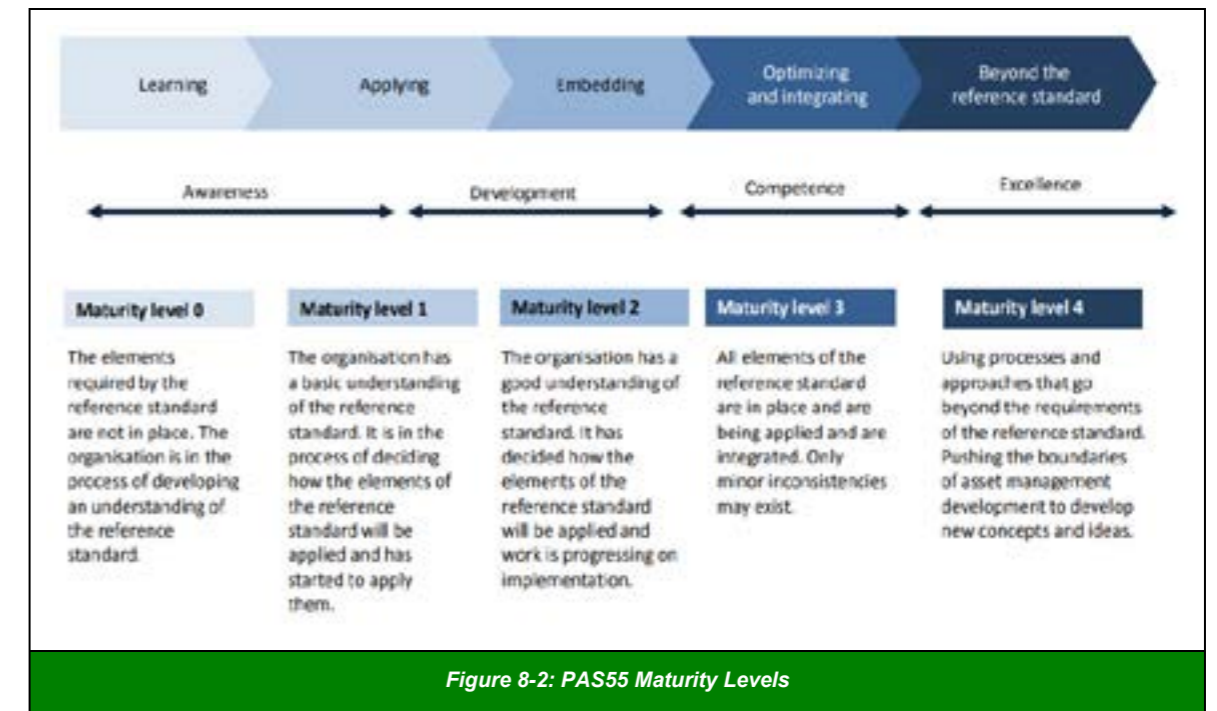 Learning
Applying
Embedding
Optimizing
and integrating
Beyond the
reference standard
Awareness
Development
Competence
Excellence
Maturity level 0
The elements
required by the
reference standard
are not in place. The
organisation is in the
process of developing
an understanding of
the reference
standard.
Maturity level 1
The organisation has
a basic understanding
of the reference
standard. It is in the
process of deciding
how the elements of
the reference
standard will be
applied and has
started to apply
them.
Maturity level 2
The organisation has a
good understanding of
the reference
standard. It has
decided how the
elements of the
reference standard
will be applied and
work is progressing on
implementation.
Maturity level 3
All elements of the
reference standard
are in place and are
being applied and are
integrated. Only
minor inconsistencies
may exist.
Maturity level 4
Using processes and
approaches that go
beyond the requirements
of the reference standard.
Pushing the boundaries
of asset management
development to develop
new concepts and ideas.
Figure 8-2: PAS55 Maturity Levels